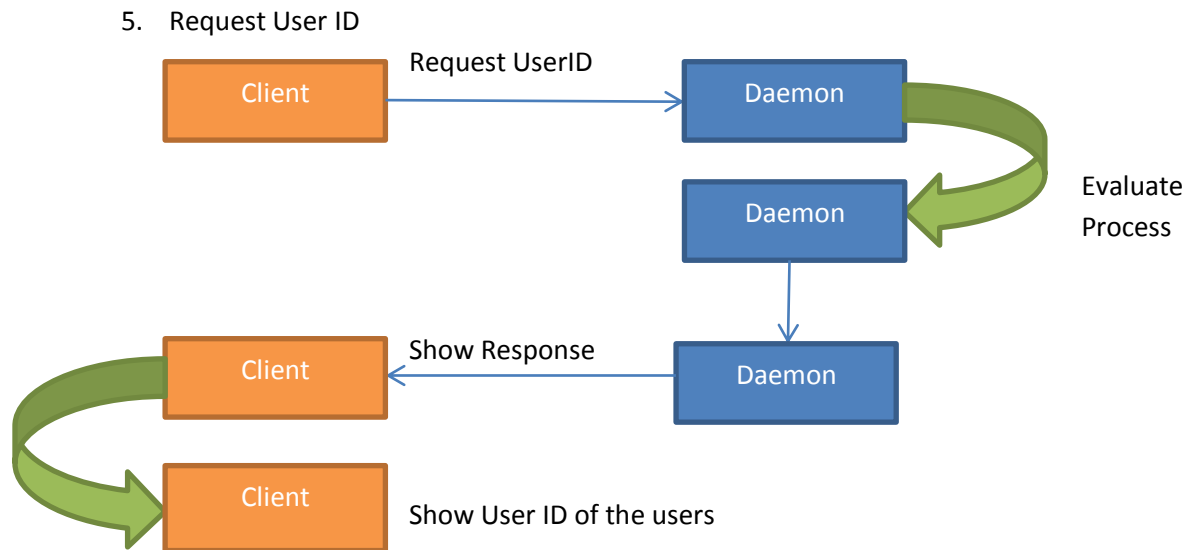 5. Request User ID
Request UserID
Client
Daemon
Daemon
Evaluate
Process
Show Response
Client
Daemon
Client
Show User ID of the users